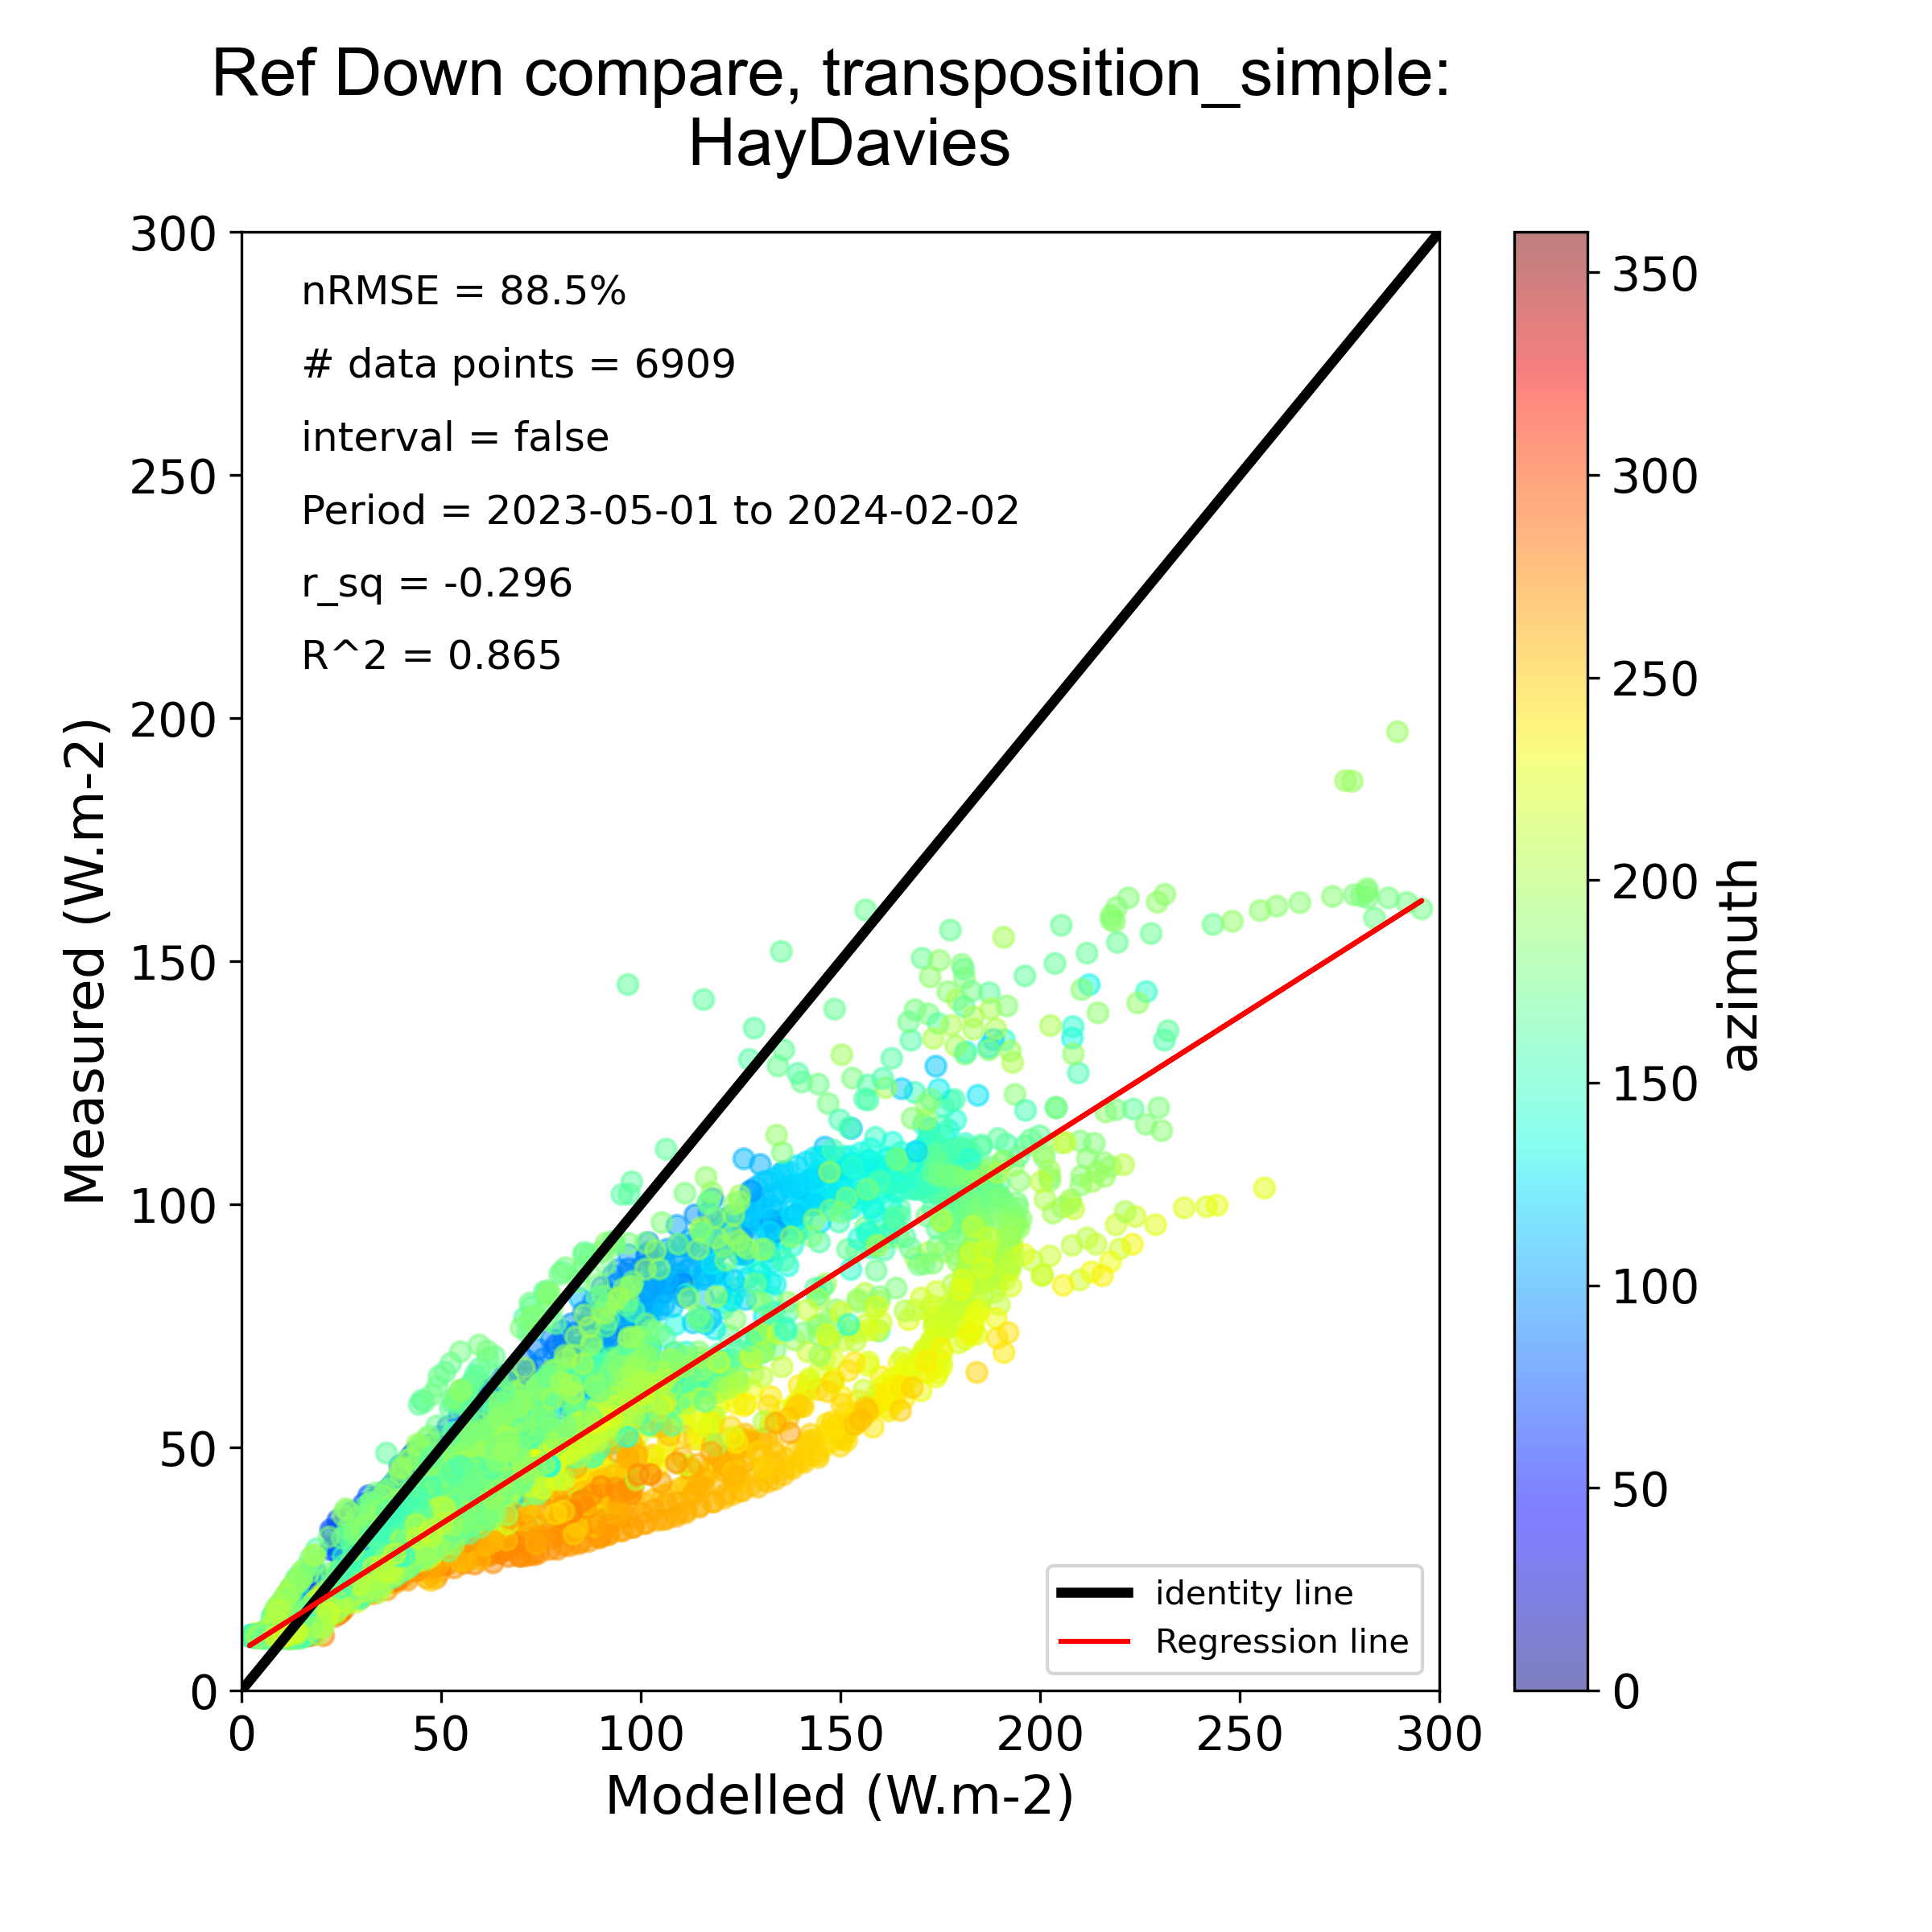 Ref Down compare, transposition_simple:
HayDavies
nRMSE = 88.5%
# data points = 6909
interval = false
Period = 2023-05-01 to 2024-02-02
r_sq = -0.296
R^2 = 0.865
300
250
200
150
100
50
0
Measured (W.m-2)
0
50
100
150
200
250
300
Modelled (W.m-2)
identity line
Regression line
350
300
250
200
150
100
50
0
azimuth